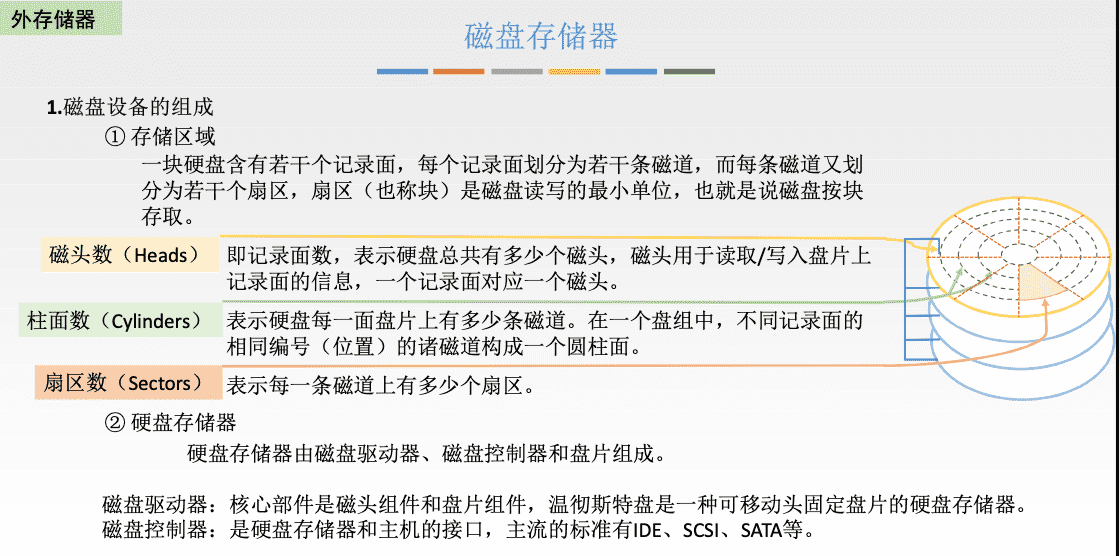 外存储器
磁盘存储器
1.磁盘设备的组成
① 存储区域
一块硬盘含有若干个记录面，每个记录面划分为若干条磁道，而每条磁道又划
分为若干个扇区，扇区（也称块）是磁盘读写的最小单位，也就是说磁盘按块
存取。
磁头数（Heads）
即记录面数，表示硬盘总共有多少个磁头，磁头用于读取/写入盘片上
记录面的信息，一个记录面对应一个磁头。
柱面数（Cylinders）
表示硬盘每一面盘片上有多少条磁道。在一个盘组中，不同记录面的
相同编号（位置）的诸磁道构成一个圆柱面。
扇区数（Sectors）
表示每一条磁道上有多少个扇区。
② 硬盘存储器
硬盘存储器由磁盘驱动器、磁盘控制器和盘片组成。
磁盘驱动器：核心部件是磁头组件和盘片组件，温彻斯特盘是一种可移动头固定盘片的硬盘存储器。
磁盘控制器：是硬盘存储器和主机的接口，主流的标准有IDE、SCSI、SATA等。